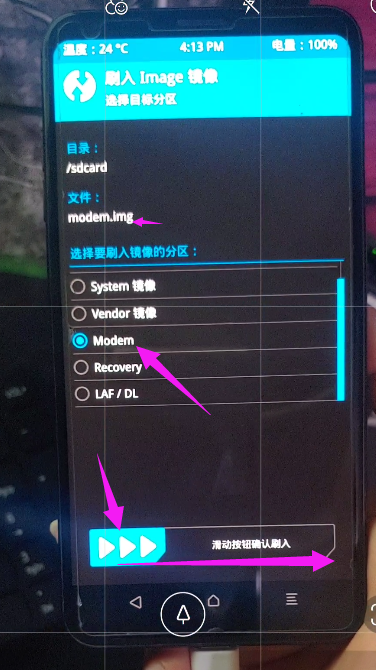 温度：24 °C 4:13 PM 电量：100%
刷入 Image 镜像
选择目标分区
目录：
/sdcard
文件：
modem.img
选择要刷入镜像的分区：
System 镜像
Vendor 镜像
Modem
Recovery
LAF / DL
滑动按钮确认刷入